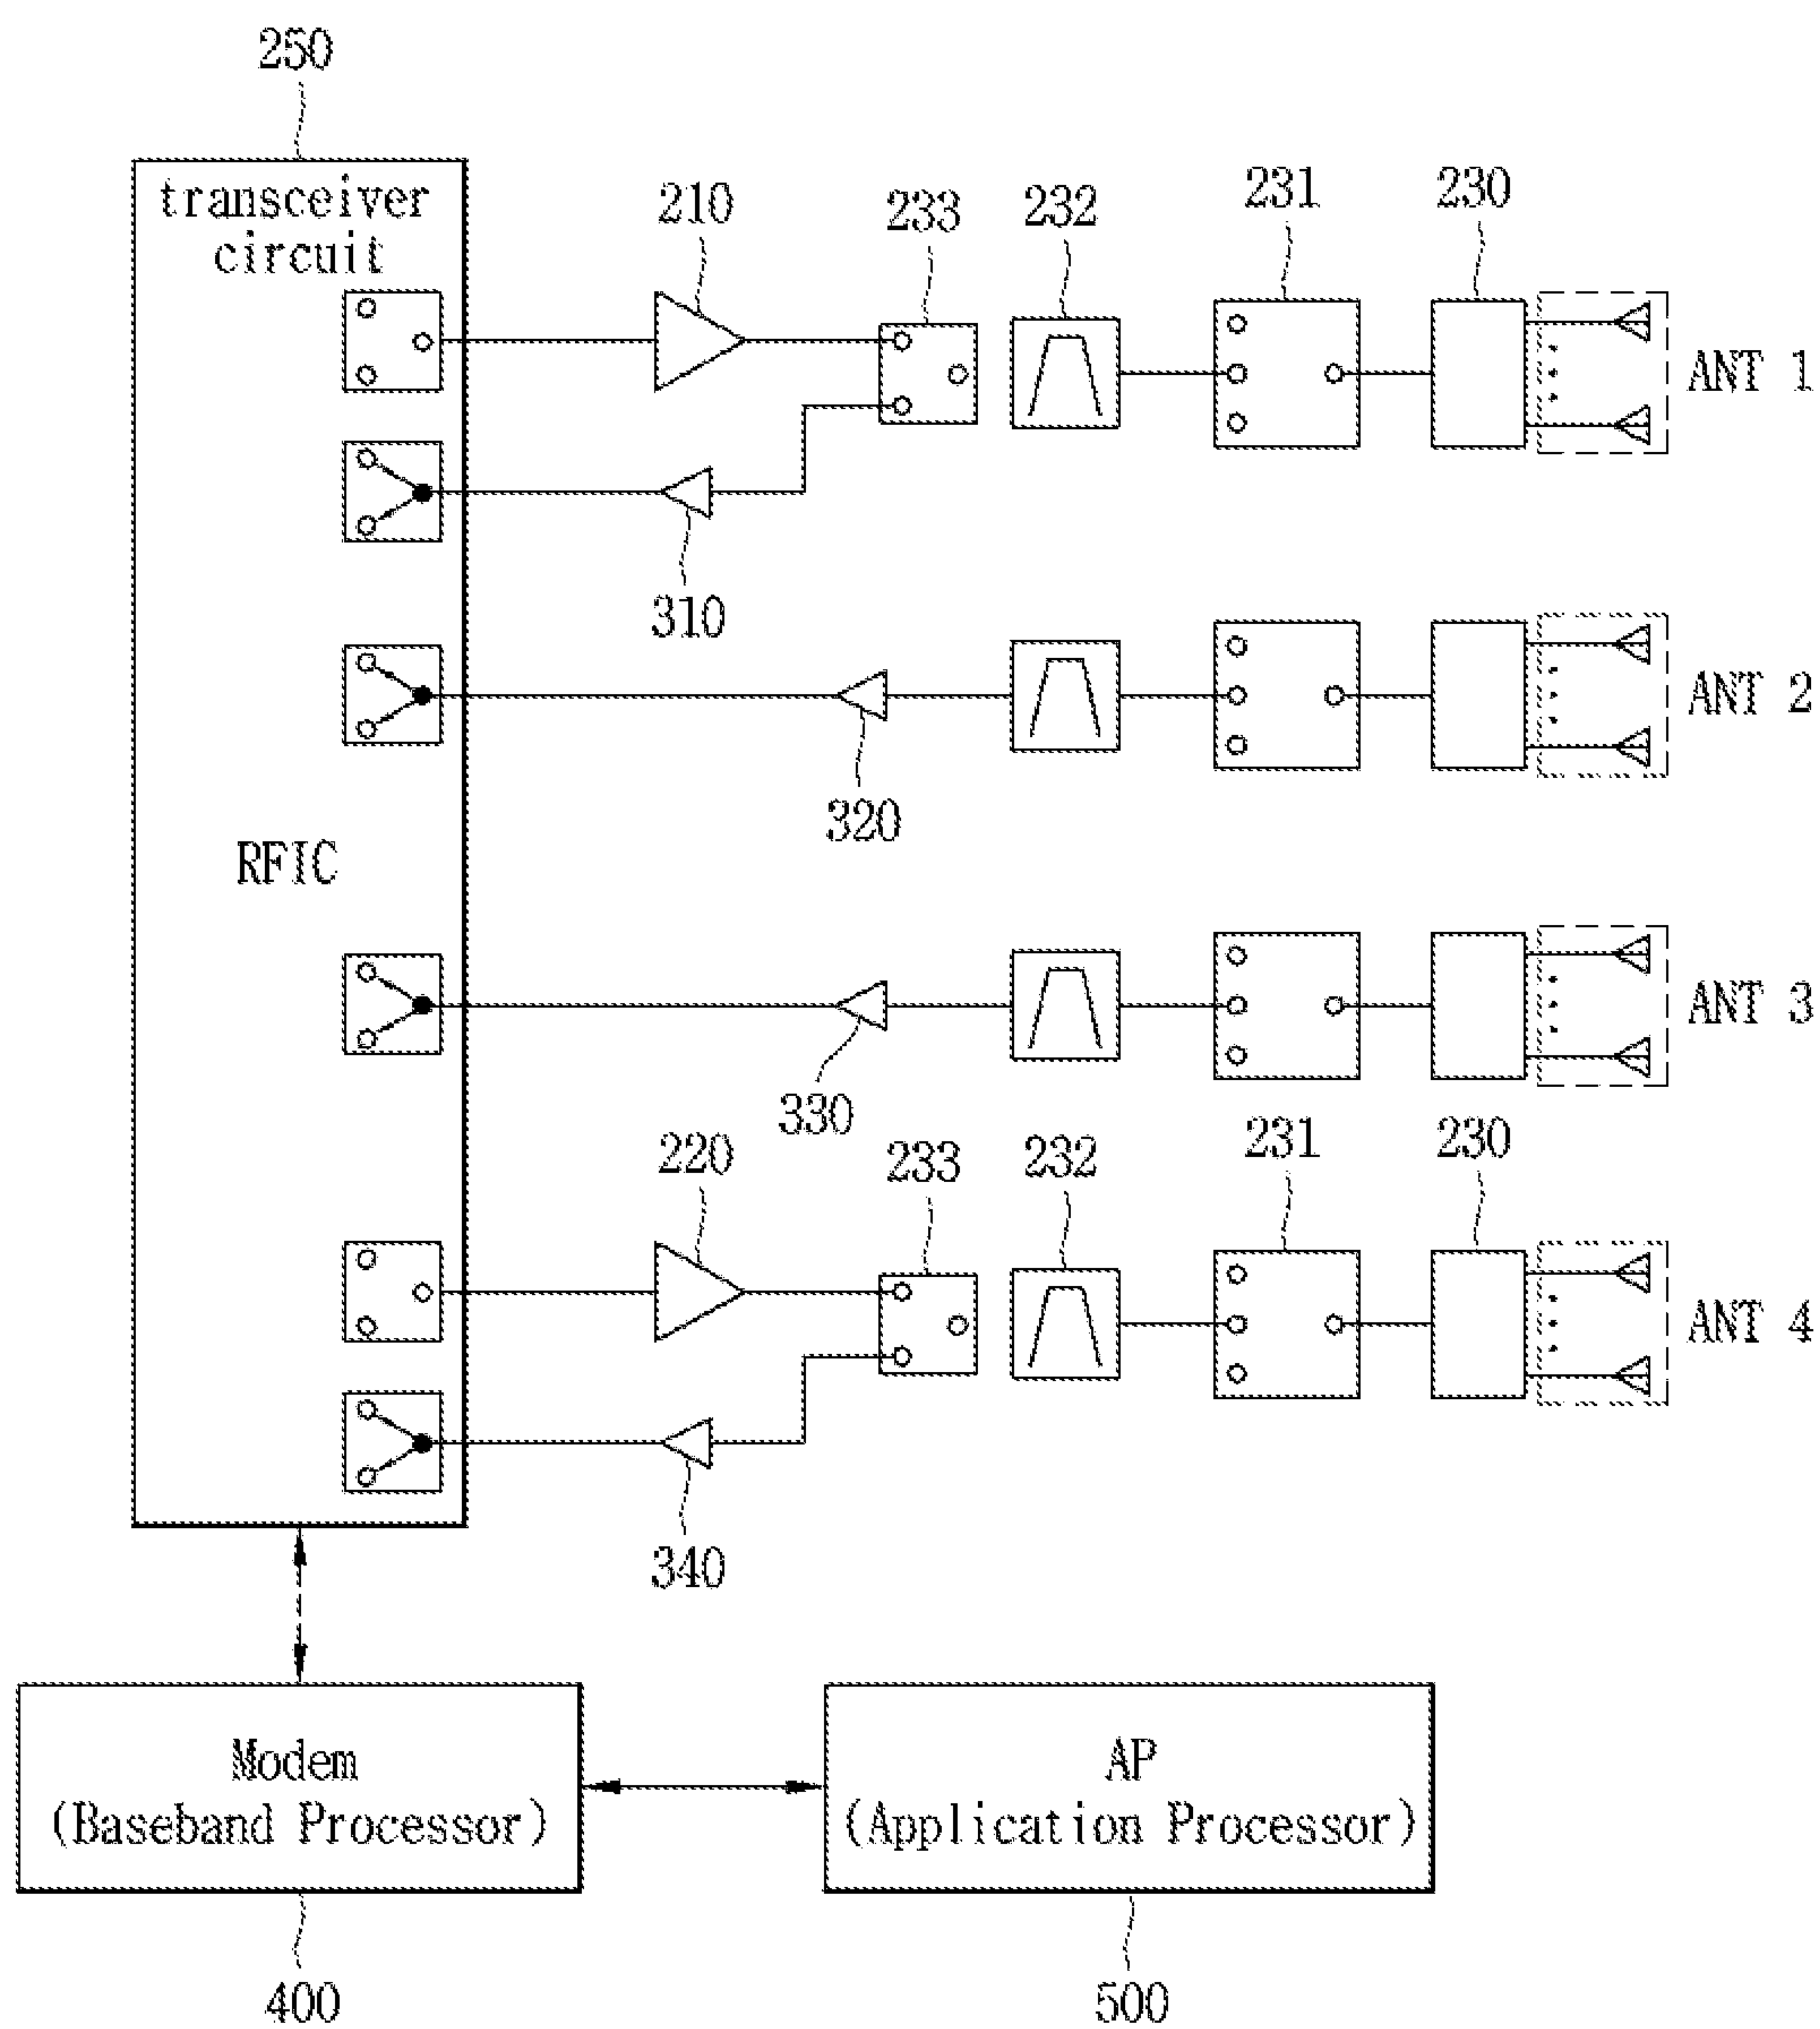 250
transceiver
circuit
210
233
232
231
230
ANT 1
310
ANT 2
320
RFIC
ANT 3
330
220
233
232
231
230
ANT 4
340
Modem
(Baseband Processor)
AP
(Application Processor)
400
500